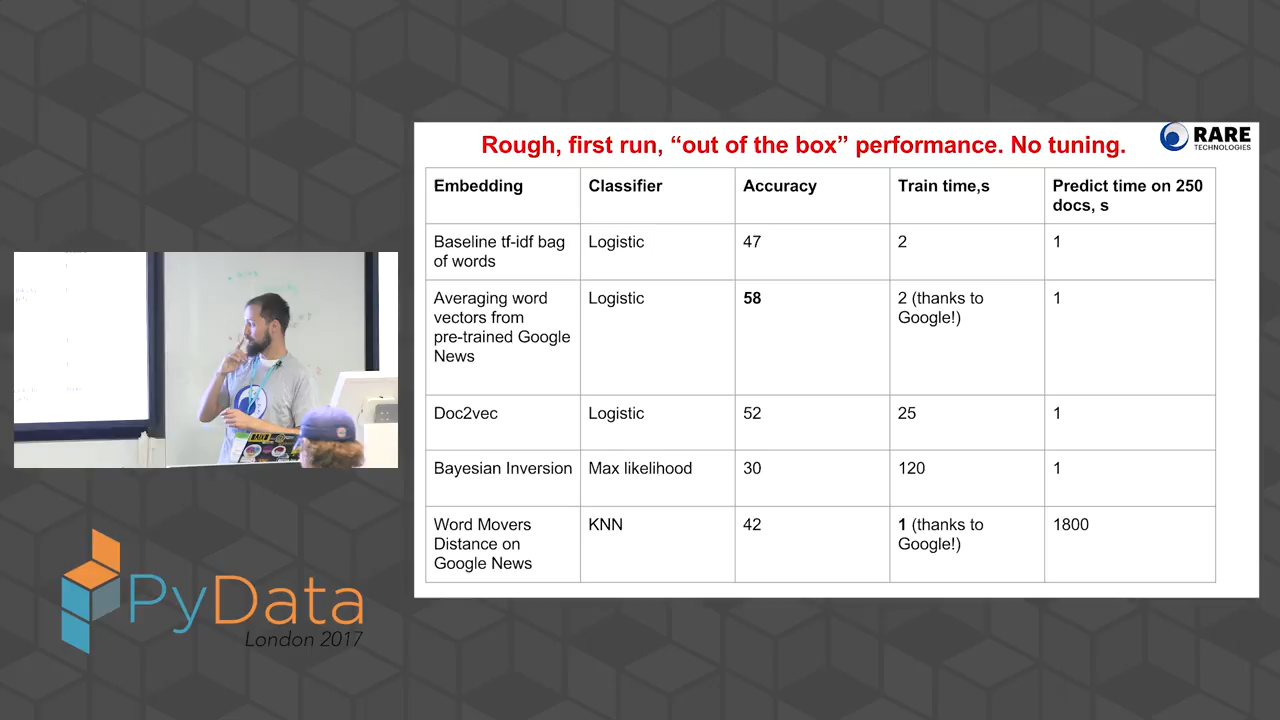 Rough, first run, “out of the box” performance. No tuning.
RARE
TECHNOLOGIES
Embedding
Classifier
Accuracy
Train time,s
Predict time on 250
docs, s
Baseline tf-idf bag
of words
Logistic
47
2
1
Averaging word
vectors from
pre-trained Google
News
Logistic
58
2 (thanks to
Google!)
1
Doc2vec
Logistic
52
25
1
Bayesian Inversion
Max likelihood
30
120
1
Word Movers
Distance on
Google News
KNN
42
1 (thanks to
Google!)
1800
PyData
London 2017